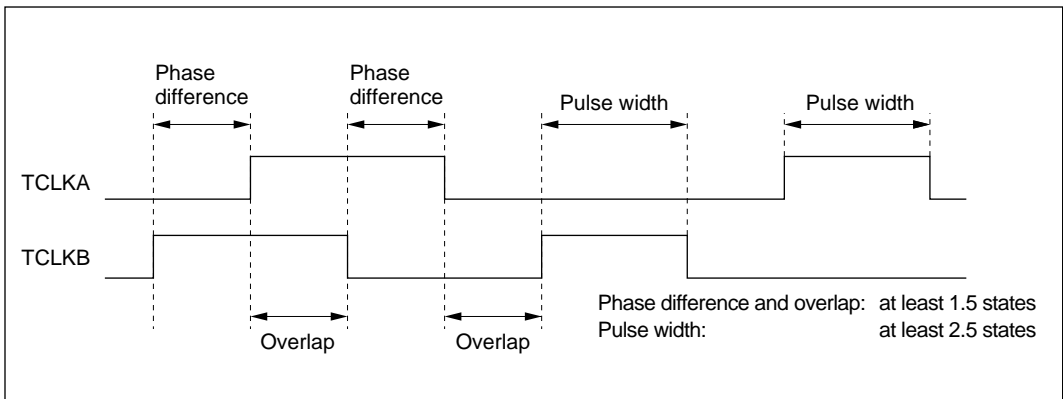 Phase
difference
Phase
difference
Pulse width
Pulse width
TCLKA
TCLKB
Overlap
Overlap
Phase difference and overlap: at least 1.5 states
Pulse width: at least 2.5 states